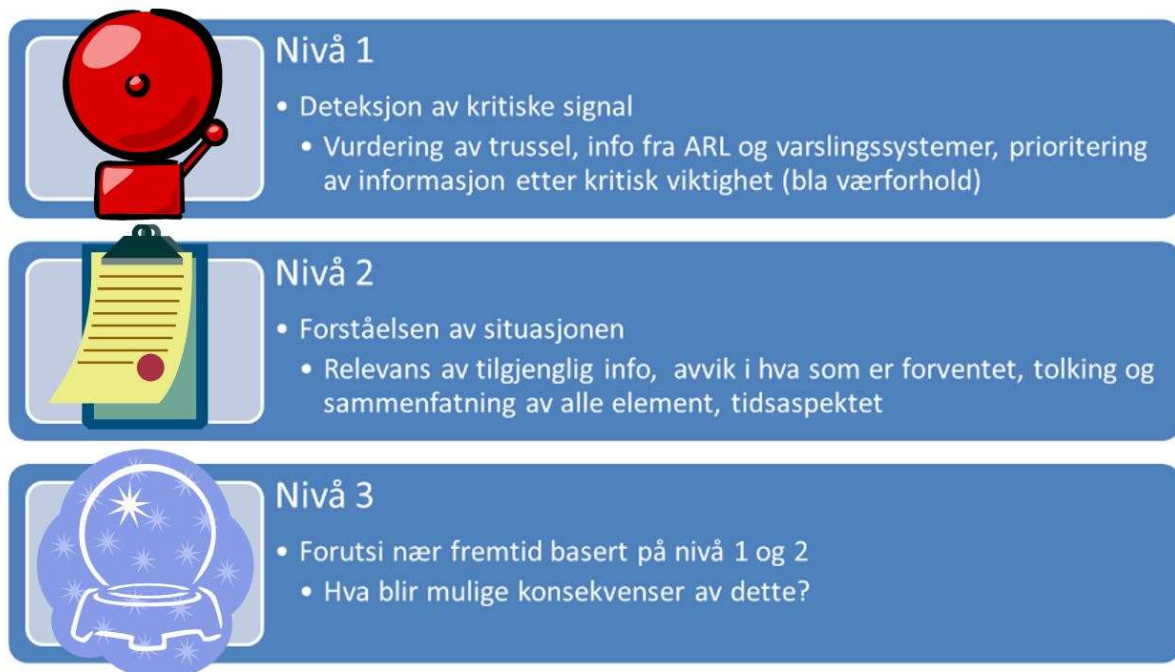 Nivå 1
• Deteksjon av kritiske signal
• Vurdering av trussel, info fra ARL og varslingssystemer, prioritering
av informasjon etter kritisk viktighet (bla værforhold)
Nivå 2
• Forståelsen av situasjonen
• Relevans av tilgjenglig info, avvik i hva som er forventet, tolking og
sammenfatning av alle element, tidsaspektet
Nivå 3
• Forutsi nær fremtid basert på nivå 1 og 2
• Hva blir mulige konsekvenser av dette?